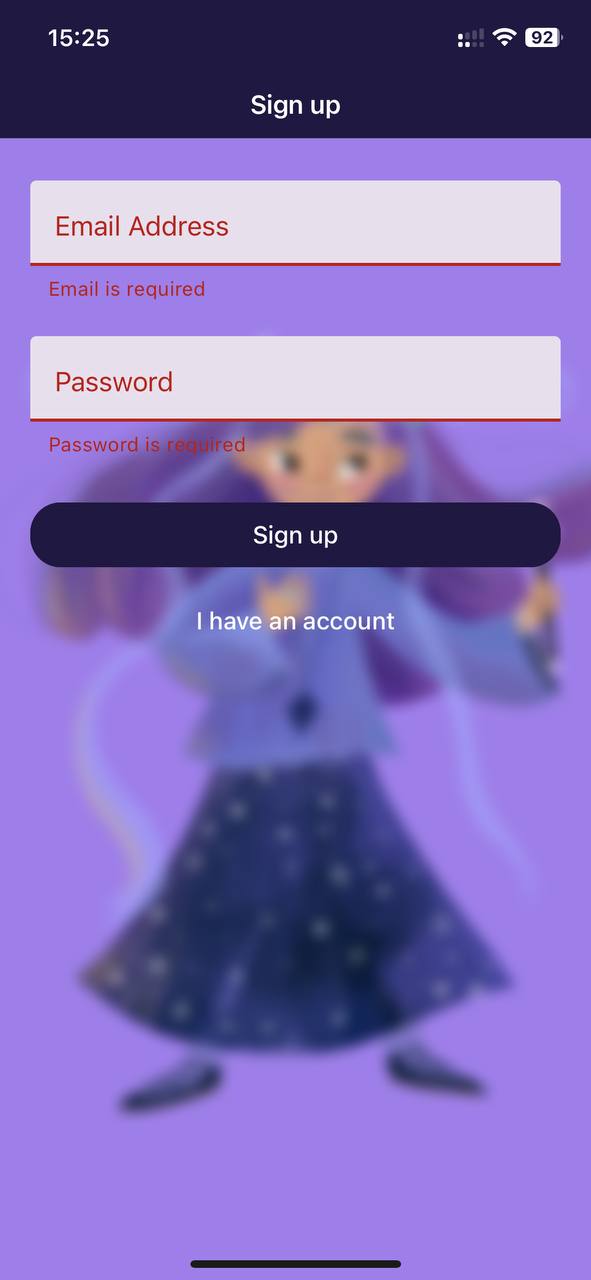 15:25
92
Sign up
Email Address
Email is required
Password
Password is required
Sign up
I have an account